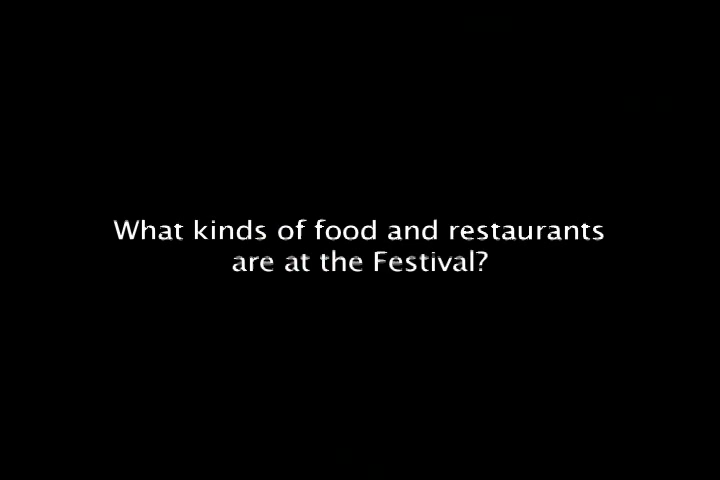 What kinds of food and restaurants
are at the Festival?